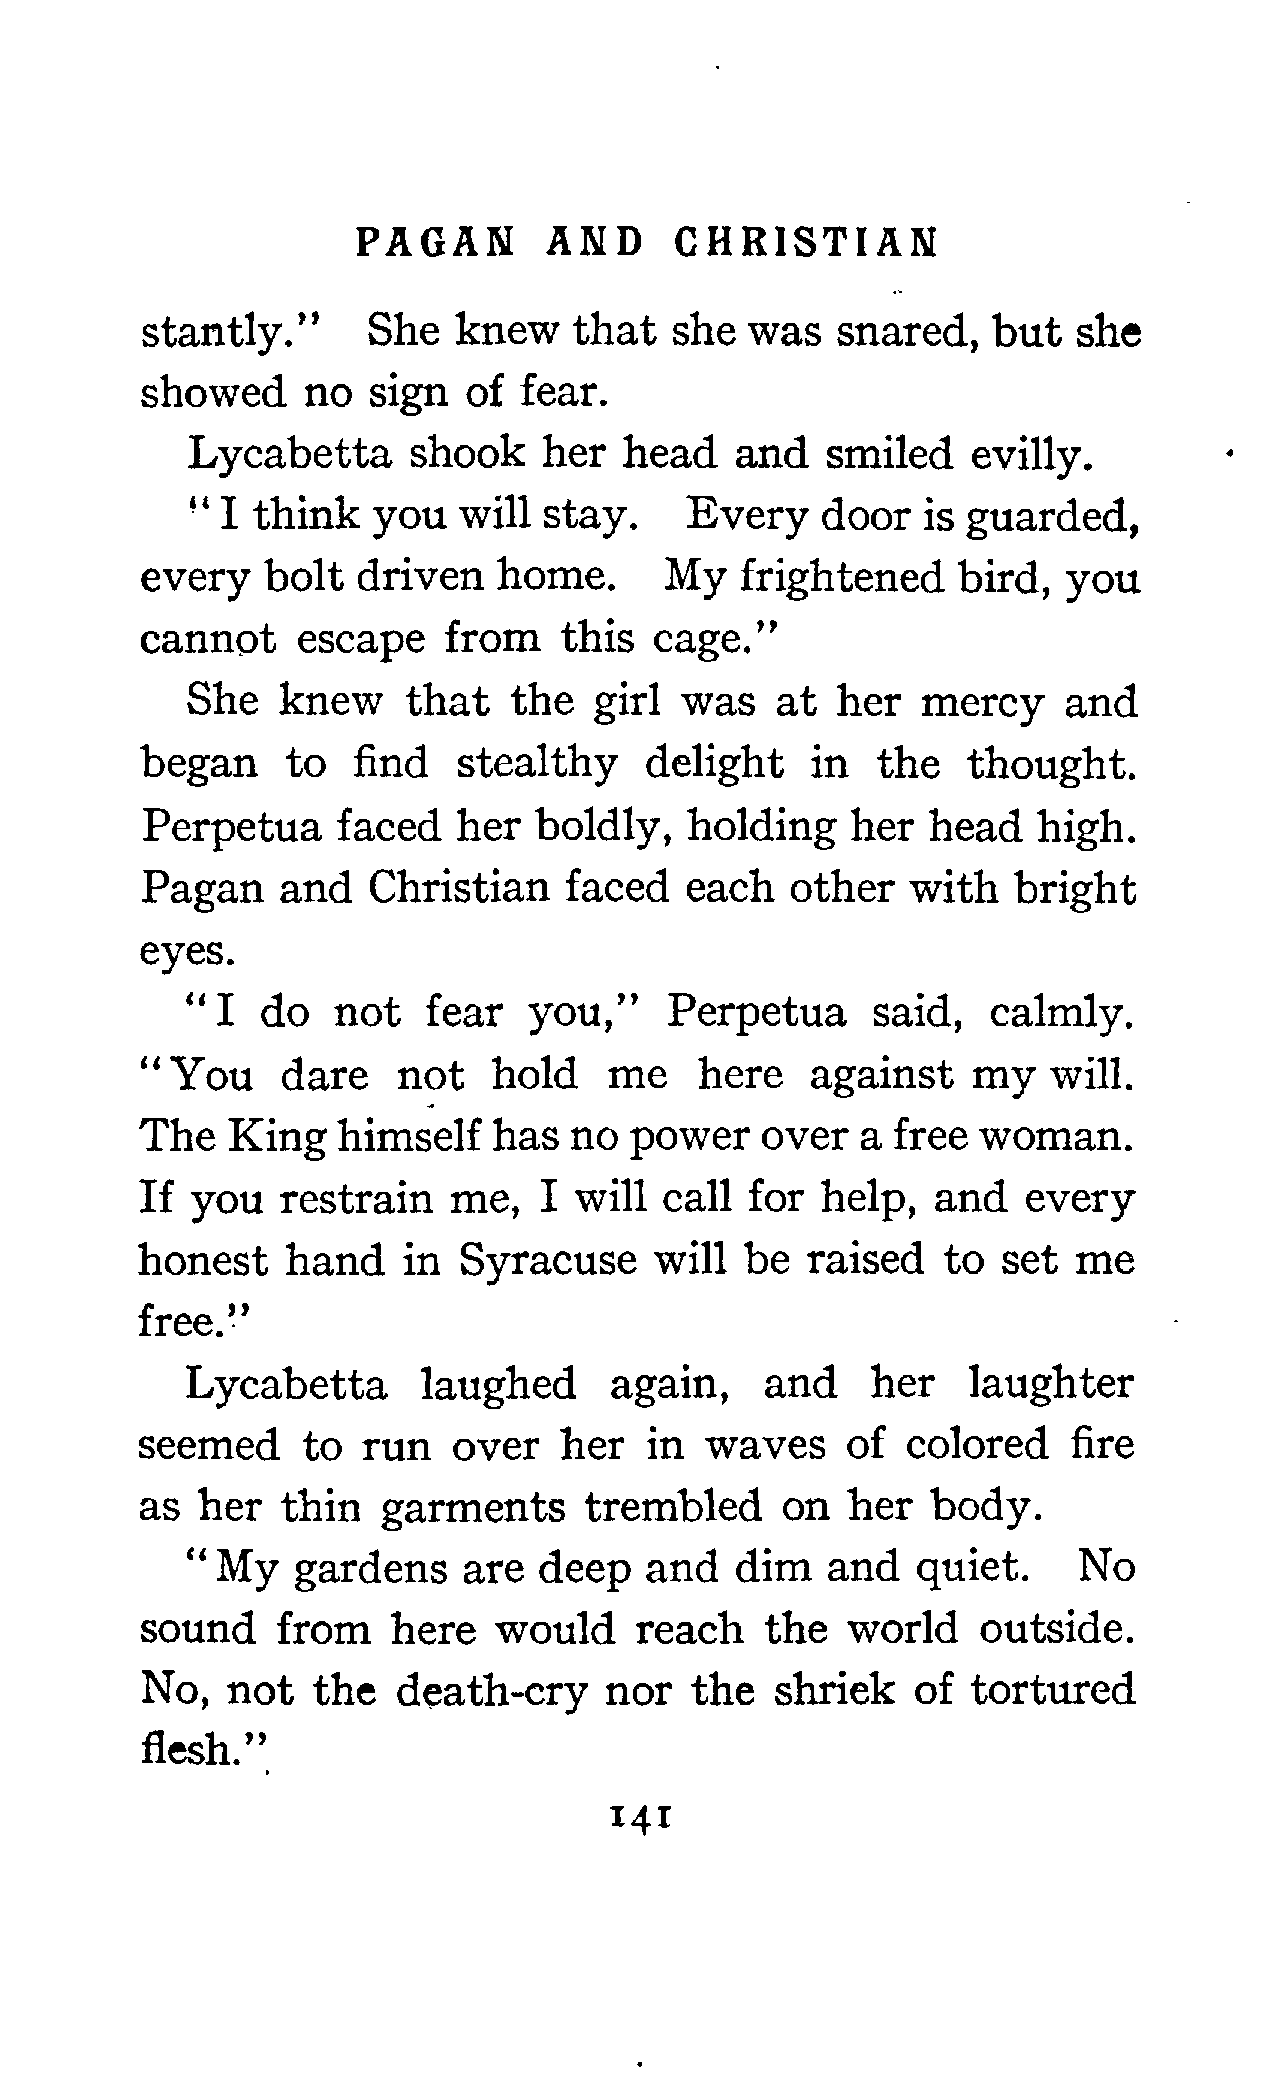 PAGAN AND CHRISTIAN
stantly." She knew that she was snared, but she
showed no sign of fear.
Lycabetta shook her head and smiled evilly.
"I think you will stay. Every door is guarded,
every bolt driven home. My frightened bird, you
cannot escape from this cage."
She knew that the girl was at her mercy and
began to find stealthy delight in the thought.
Perpetua faced her boldly, holding her head high.
Pagan and Christian faced each other with bright
eyes.
"I do not fear you," Perpetua said, calmly.
"You dare not hold me here against my will.
The King himself has no power over a free woman.
If you restrain me, I will call for help, and every
honest hand in Syracuse will be raised to set me
free."
Lycabetta laughed again, and her laughter
seemed to run over her in waves of colored fire
as her thin garments trembled on her body.
"My gardens are deep and dim and quiet. No
sound from here would reach the world outside.
No, not the death-cry nor the shriek of tortured
flesh."
141